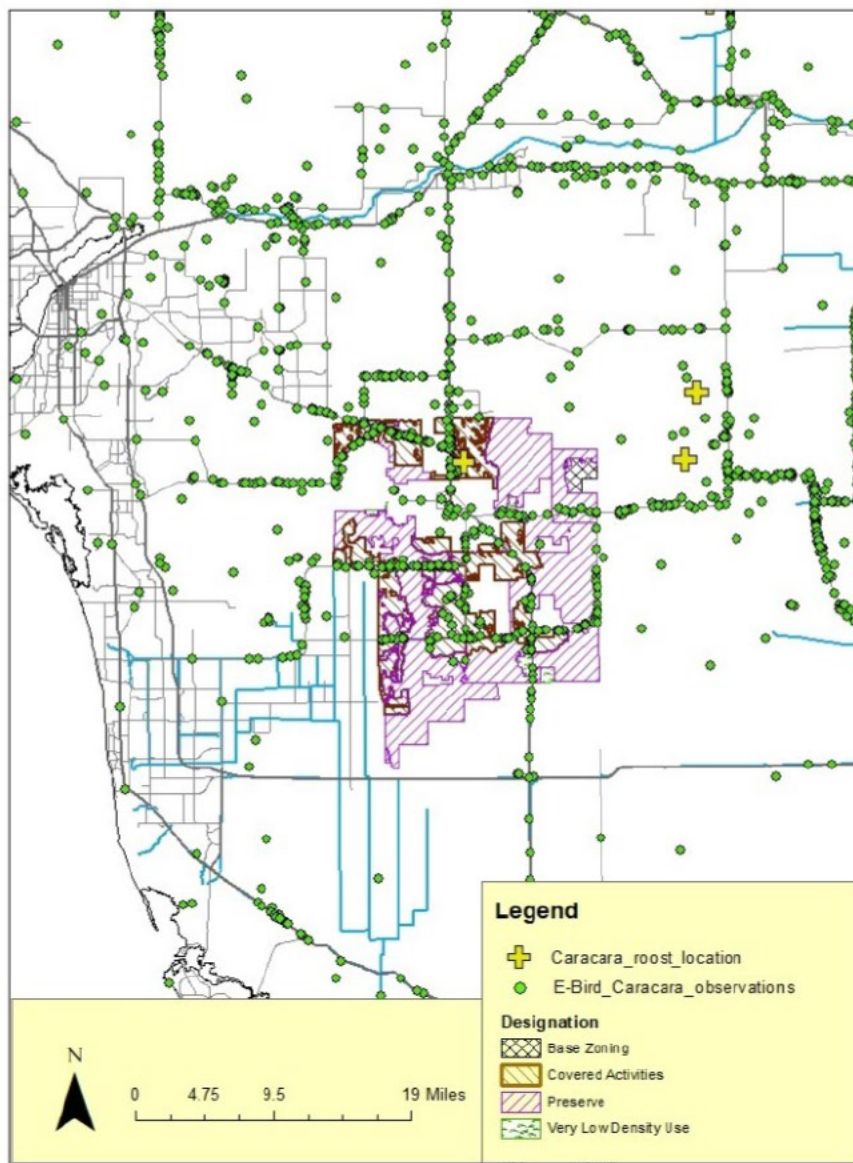 Legend
Caracara_roost_location
E-Bird_Caracara_observations
Designation
Base Zoning
Covered Activities
Preserve
Very Low Density Use
N
0 4.75 9.5 19 Miles